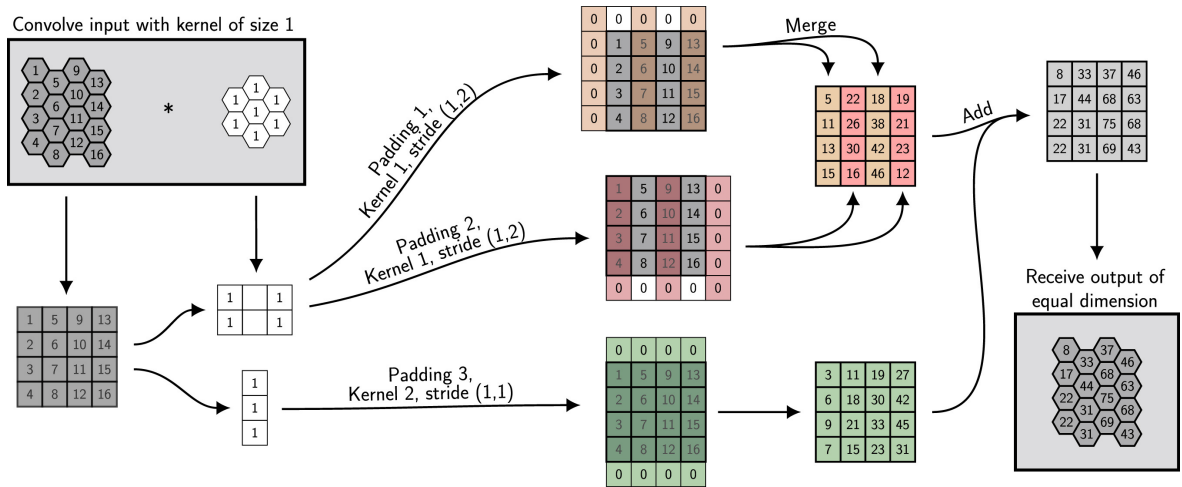 Convolve input with kernel of size 1
1 9
5 13
2 10
6 14
3 11
7 15
4 12
8 16
*
1
1 1
1
1 1
1
Padding 1,
Kernel 1, stride (1,2)
0 0 0 0 0
0 1 5 9 13
0 2 6 10 14
0 3 7 11 15
0 4 8 12 16
Merge
5 22 18 19
11 26 38 21
13 30 42 23
15 16 46 12
Add
8 33 37 46
17 44 68 63
22 31 75 68
22 31 69 43
Padding 2,
Kernel 1, stride (1,2)
1 5 9 13 0
2 6 10 14 0
3 7 11 15 0
4 8 12 16 0
0 0 0 0 0
1 5 9 13
2 6 10 14
3 7 11 15
4 8 12 16
1 1
1 1
1
1
1
Padding 3,
Kernel 2, stride (1,1)
0 0 0 0
1 5 9 13
2 6 10 14
3 7 11 15
4 8 12 16
0 0 0 0
3 11 19 27
6 18 30 42
9 21 33 45
7 15 23 31
Receive output of
equal dimension
8 37
33 46
17 68
44 63
22 75
31 68
22 69
31 43